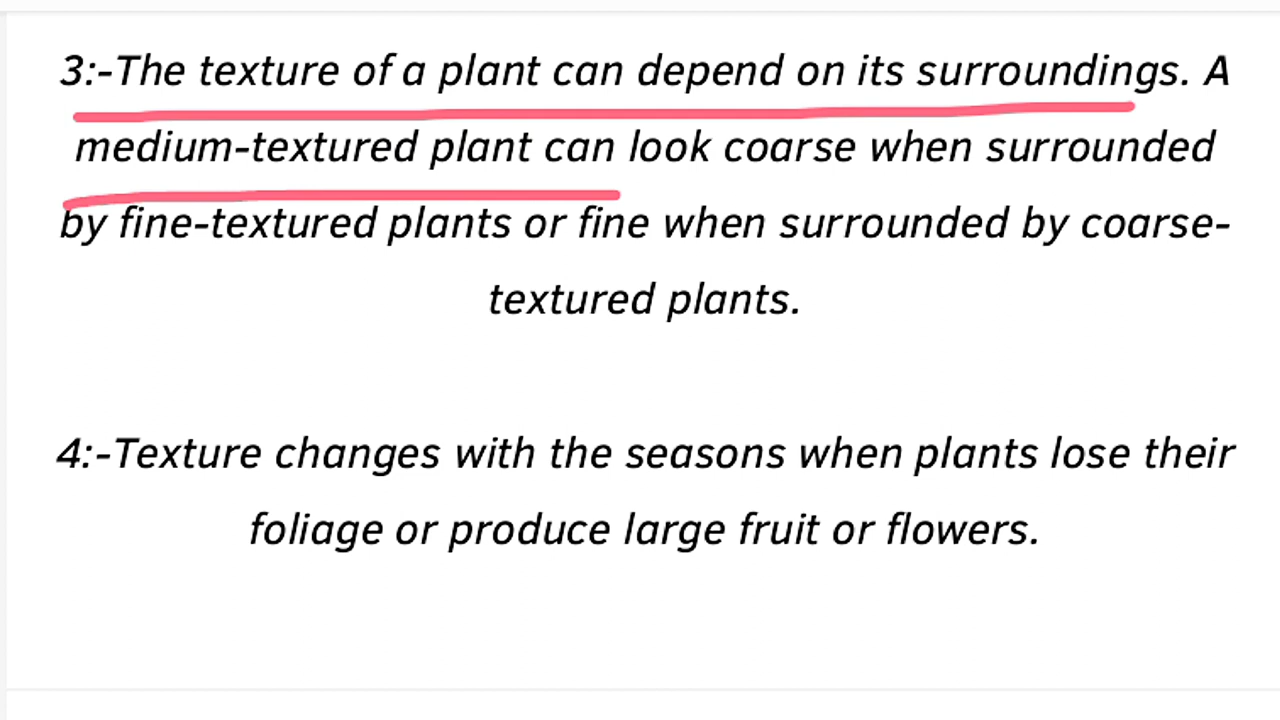 3:-The texture of a plant can depend on its surroundings. A
medium-textured plant can look coarse when surrounded
by fine-textured plants or fine when surrounded by coarse-
textured plants.
4:-Texture changes with the seasons when plants lose their
foliage or produce large fruit or flowers.